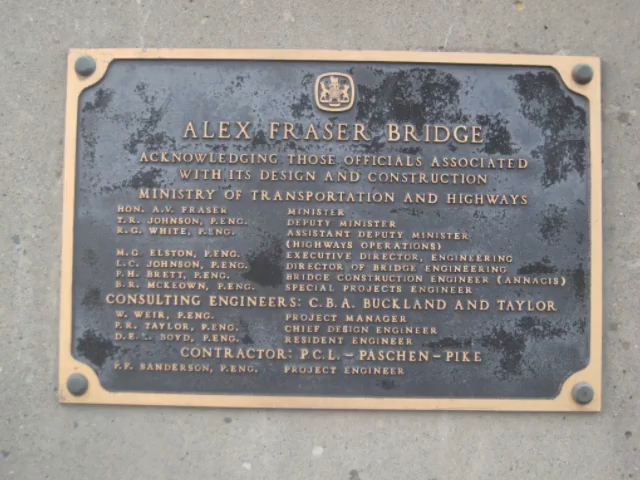 ALEX FRASER BRIDGE
ACKNOWLEDGING THOSE OFFICIALS ASSOCIATED
WITH ITS DESIGN AND CONSTRUCTION
MINISTRY OF TRANSPORTATION AND HIGHWAYS
HON. A.V. FRASER MINISTER
T.R. JOHNSON, P.ENG. DEPUTY MINISTER
R.G. WHITE, P.ENG. ASSISTANT DEPUTY MINISTER
(HIGHWAYS OPERATIONS)
M.G. ELSTON, P.ENG. EXECUTIVE DIRECTOR, ENGINEERING
L.C. JOHNSON, P.ENG. DIRECTOR OF BRIDGE ENGINEERING
P.H. BRETT, P.ENG. BRIDGE CONSTRUCTION ENGINEER (ANNACIS)
B.R. MCKEOWN, P.ENG. SPECIAL PROJECTS ENGINEER
CONSULTING ENGINEERS: C.B.A. BUCKLAND AND TAYLOR
W. WEIR, P.ENG. PROJECT MANAGER
P.R. TAYLOR, P.ENG. CHIEF DESIGN ENGINEER
BOYD, P.ENG. RESIDENT ENGINEER
CONTRACTOR: P.C.L. - PASCHEN - PIKE
SANDERSON, P.ENG. PROJECT ENGINEER